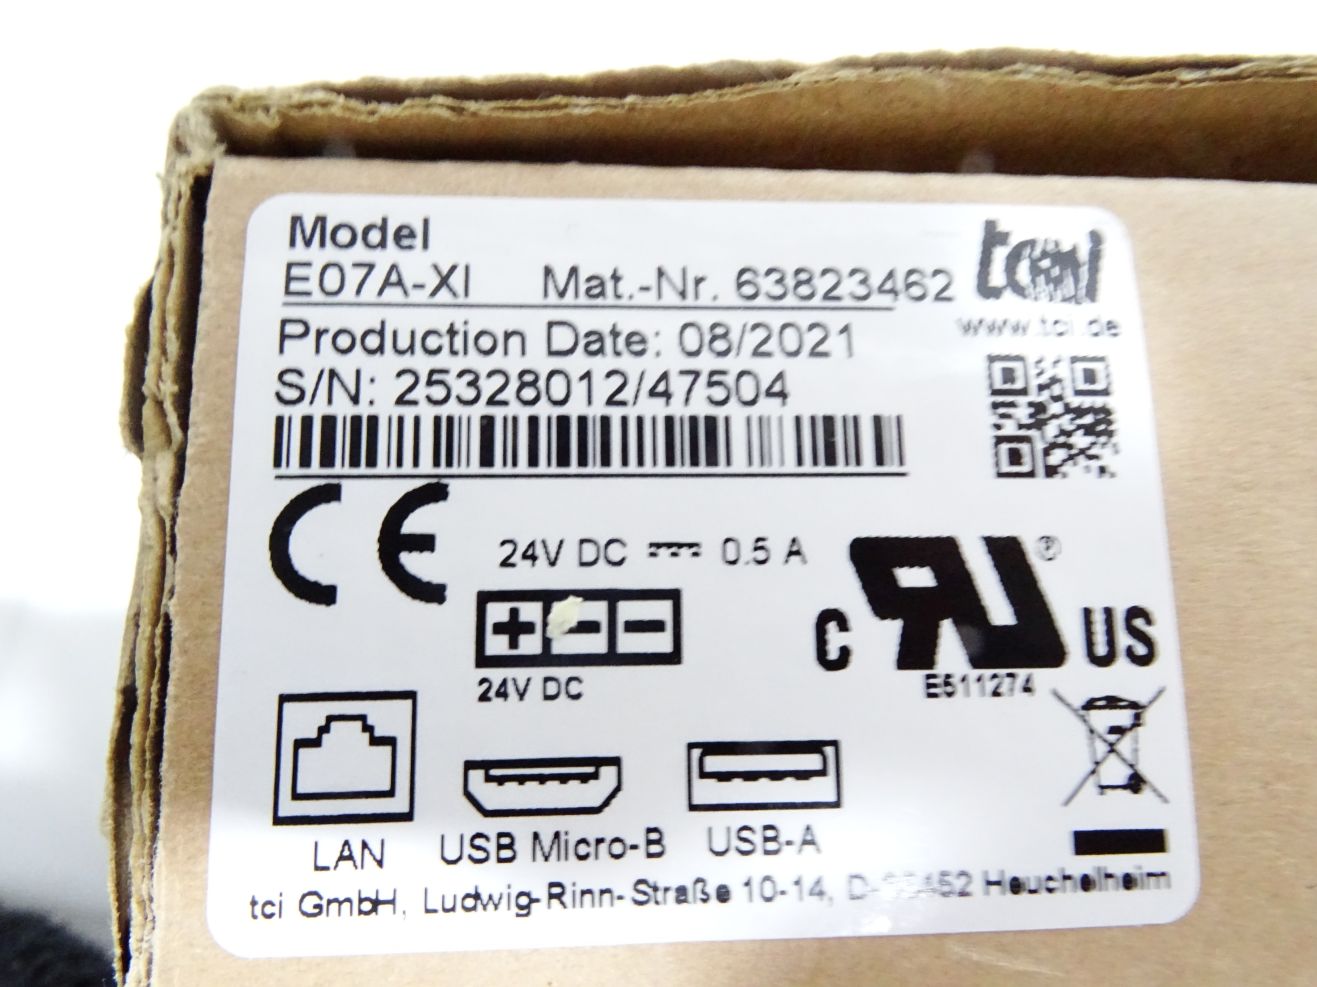 Model
E07A-XI Mat.-Nr. 63823462
tci
www.tci.de
Production Date: 08/2021
S/N: 25328012/47504
CE
24V DC 0.5 A
24V DC
C RU ® US
E511274
LAN
USB Micro-B
USB-A
tci GmbH, Ludwig-Rinn-Straße 10-14, Heuchelheim